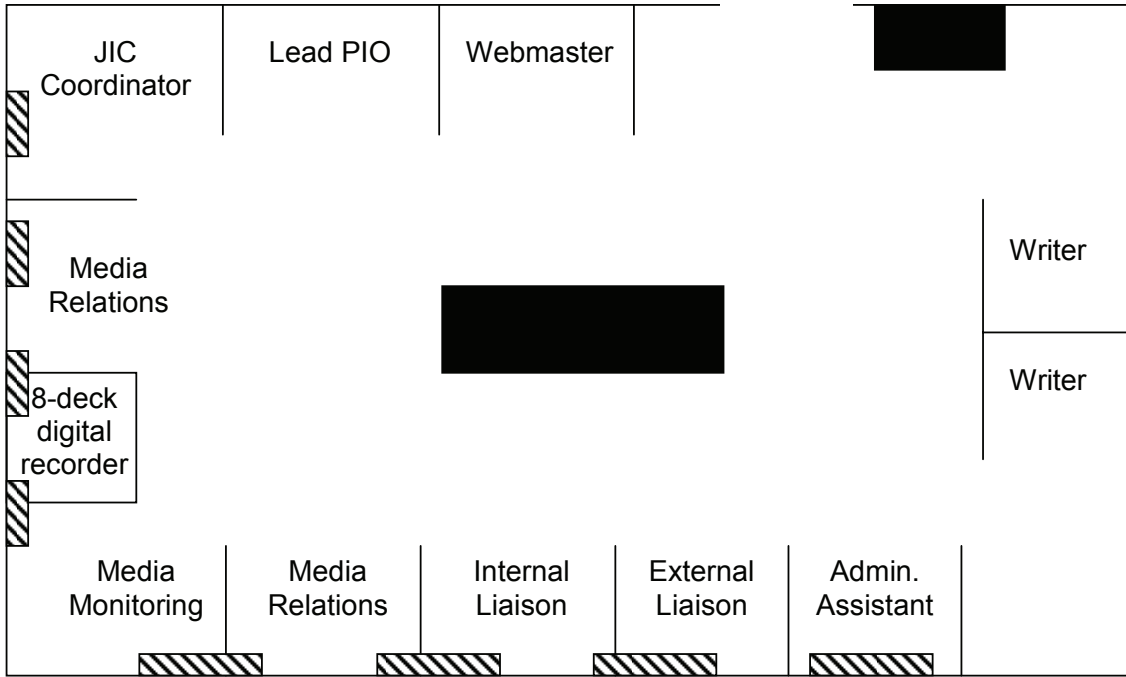 JIC
Coordinator
Lead PIO
Webmaster
Media
Relations
Writer
Writer
8-deck
digital
recorder
Media
Monitoring
Media
Relations
Internal
Liaison
External
Liaison
Admin.
Assistant